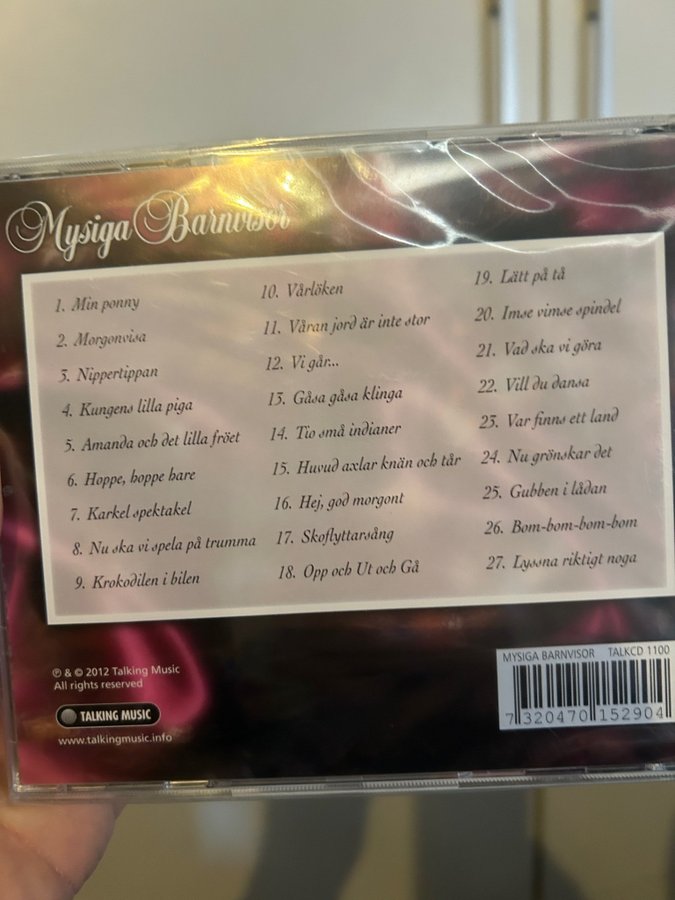 Mysiga Barnvisor
1. Min ponny
2. Morgonvisa
3. Nippertippan
4. Kungens lilla piga
5. Amanda och det lilla fröet
6. Hoppe, hoppe hare
7. Karkel spektakel
8. Nu ska vi spela på trumma
9. Krokodilen i bilen
10. Vårlöken
11. Våran jord är inte stor
12. Vi går...
13. Gåsa gåsa klinga
14. Tio små indianer
15. Huvud axlar knän och tår
16. Hej, god morgont
17. Skoflyttarsång
18. Opp och Ut och Gå
19. Lätt på tå
20. Imse vimse spindel
21. Vad ska vi göra
22. Vill du dansa
23. Var finns ett land
24. Nu grönskar det
25. Gubben i lådan
26. Bom-bom-bom-bom
27. Lyssna riktigt noga
℗ & © 2012 Talking Music
All rights reserved
TALKING MUSIC
www.talkingmusic.info
MYSIGA BARNVISOR TALKCD 1100
7 320470 152904